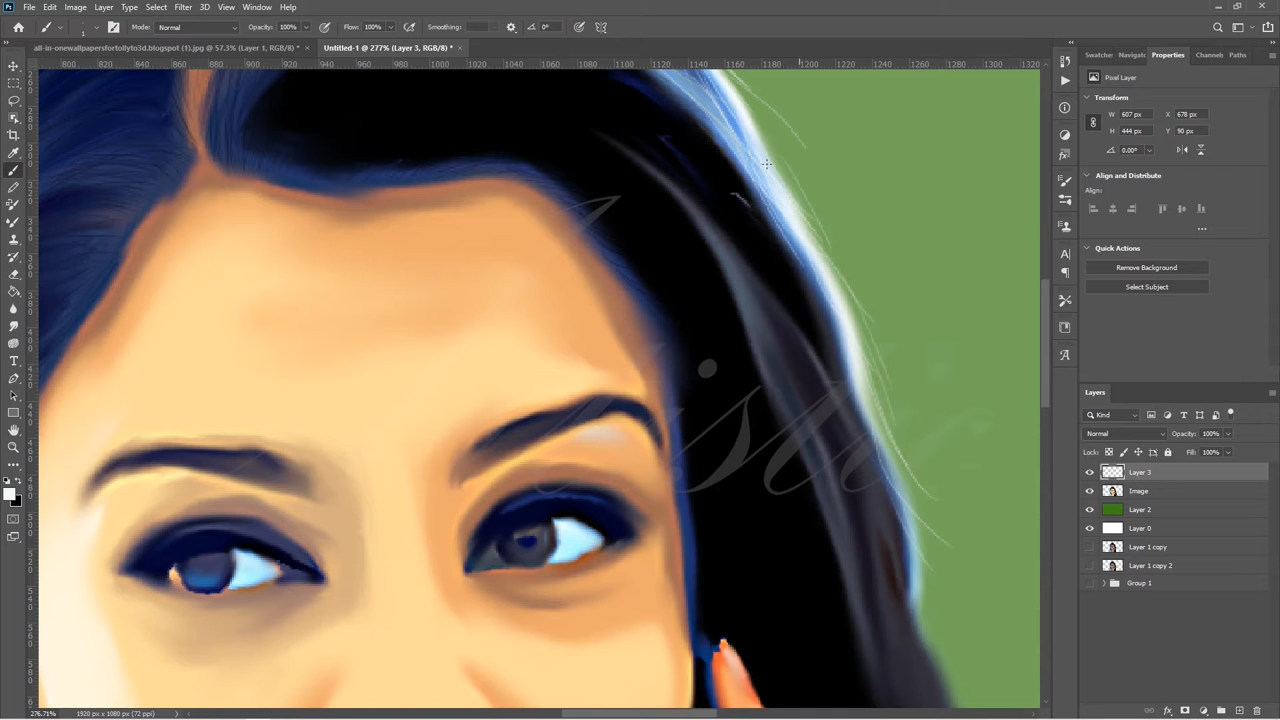 Ps File Edit Image Layer Type Select Filter 3D View Window Help
1 Mode: Normal Opacity: 100% Flow: 100% Smoothing: 0°
all-in-onewallpapersfortollyto3d.blogspot (1).jpg @ 57.3% (Layer 1, RGB/8) * × Untitled-1 @ 277% (Layer 3, RGB/8) * ×
Swatche Navigat Properties Channels Paths
800 820 840 860 880 900 920 940 960 980 1000 1020 1040 1060 1080 1100 1120 1140 1160 1180 1200 1220 1240 1260 1280 1300 1320
Pixel Layer
Transform
W 607 px X 678 px
H 444 px Y 90 px
0.00°
Align and Distribute
Align:
Quick Actions
Remove Background
Select Subject
Layers
Kind
Normal Opacity: 100%
Lock: Fill: 100%
Layer 3
Image
Layer 2
Layer 0
Layer 1 copy
Layer 1 copy 2
Group 1
276.71% 1920 px x 1080 px (72 ppi)